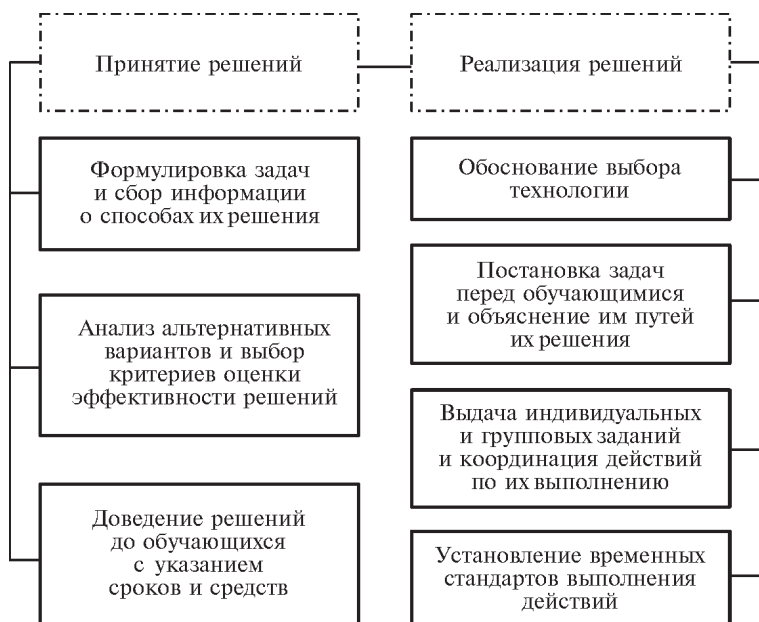 Принятие решений
Формулировка задач
и сбор информации
о способах их решения
Анализ альтернативных
вариантов и выбор
критериев оценки
эффективности решений
Доведение решений
до обучающихся
с указанием
сроков и средств
Реализация решений
Обоснование выбора
технологии
Постановка задач
перед обучающимися
и объяснение им путей
их решения
Выдача индивидуальных
и групповых заданий
и координация действий
по их выполнению
Установление временных
стандартов выполнения
действий